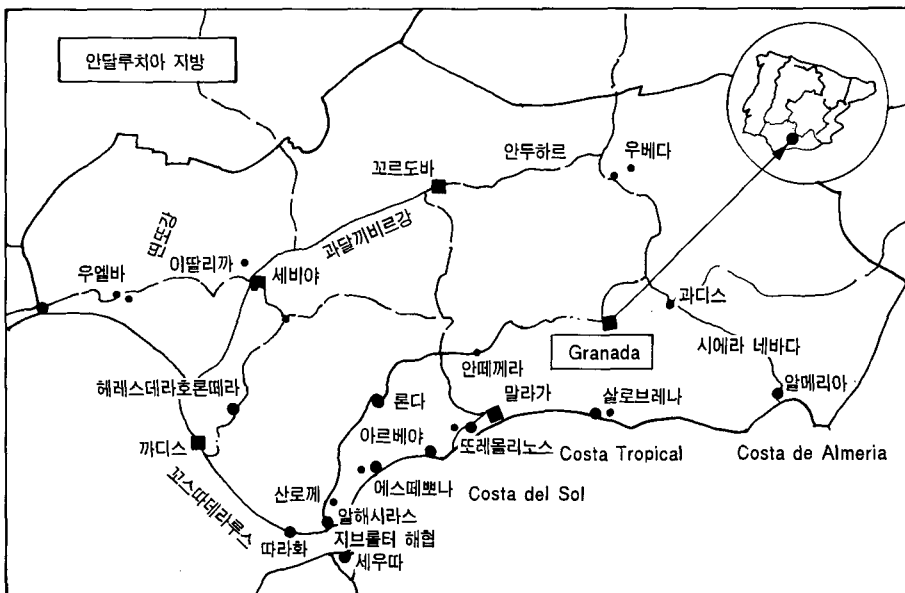 안달루치아 지방
안두하르
우베다
꼬르도바
띤또강
과달끼비르강
이딸리까
우엘바
세비야
과디스
Granada
시에라 네바다
안떼께라
헤레스데라호론떼라
론다
말라가
살로브레나
알메리아
까디스
아르베야
또레몰리노스
Costa Tropical
Costa de Almeria
에스떼뽀나
Costa del Sol
산로께
꼬스따데라루스
알해시라스
따라화
지브롤터 해협
세우따